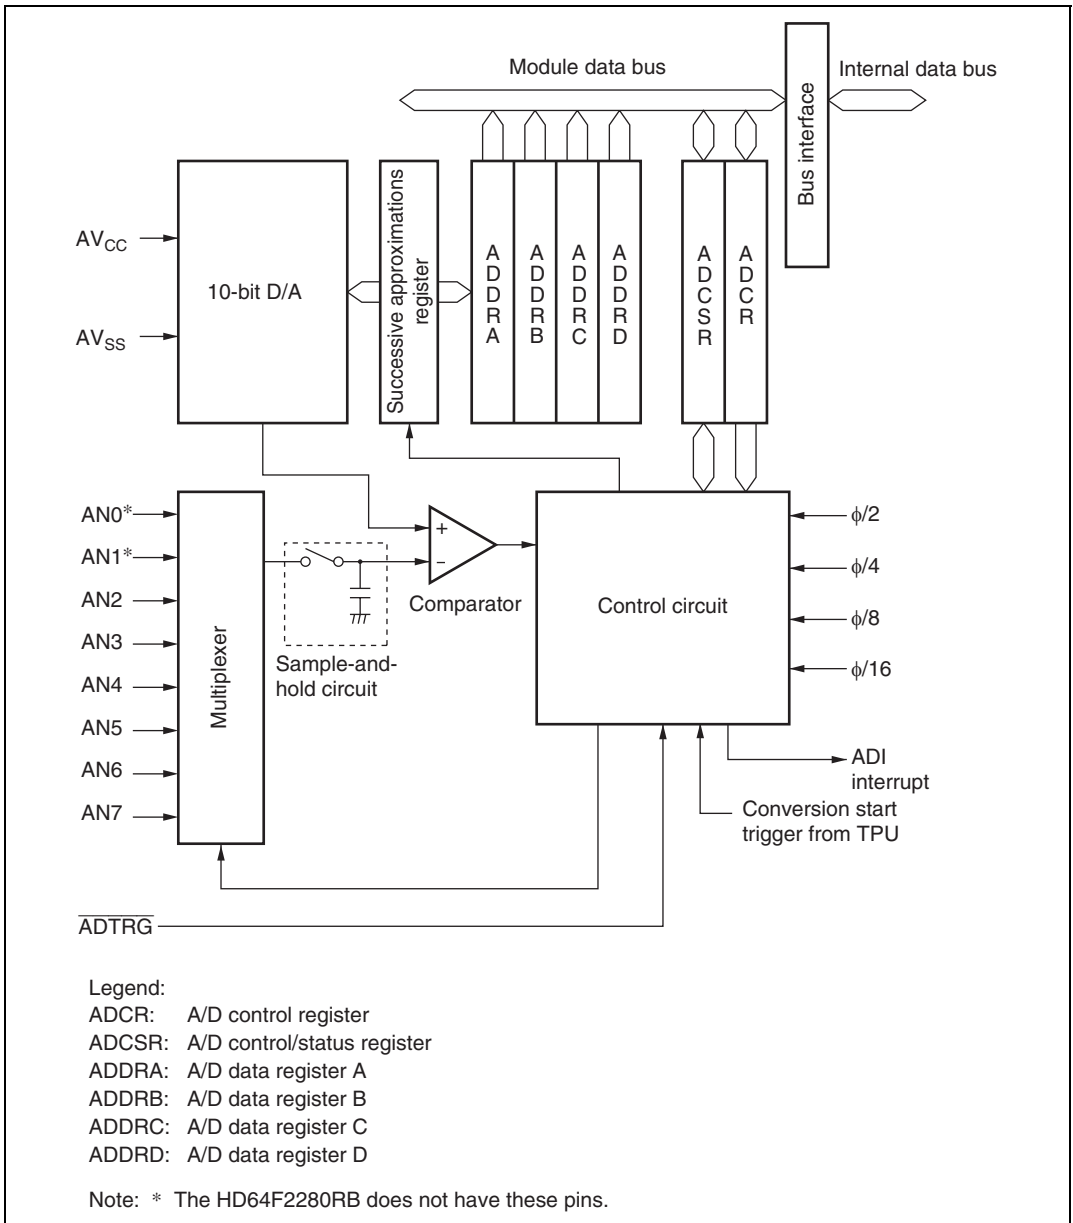 Module data bus
Internal data bus
Bus interface
AVCC
AVSS
10-bit D/A
Successive approximations
register
ADDRA
ADDRB
ADDRC
ADDRD
ADCSR
ADCR
AN0*
AN1*
AN2
AN3
AN4
AN5
AN6
AN7
Multiplexer
Sample-and-
hold circuit
+
−
Comparator
Control circuit
ϕ/2
ϕ/4
ϕ/8
ϕ/16
ADI
interrupt
Conversion start
trigger from TPU
ADTRG
Legend:
ADCR: A/D control register
ADCSR: A/D control/status register
ADDRA: A/D data register A
ADDRB: A/D data register B
ADDRC: A/D data register C
ADDRD: A/D data register D
Note: * The HD64F2280RB does not have these pins.